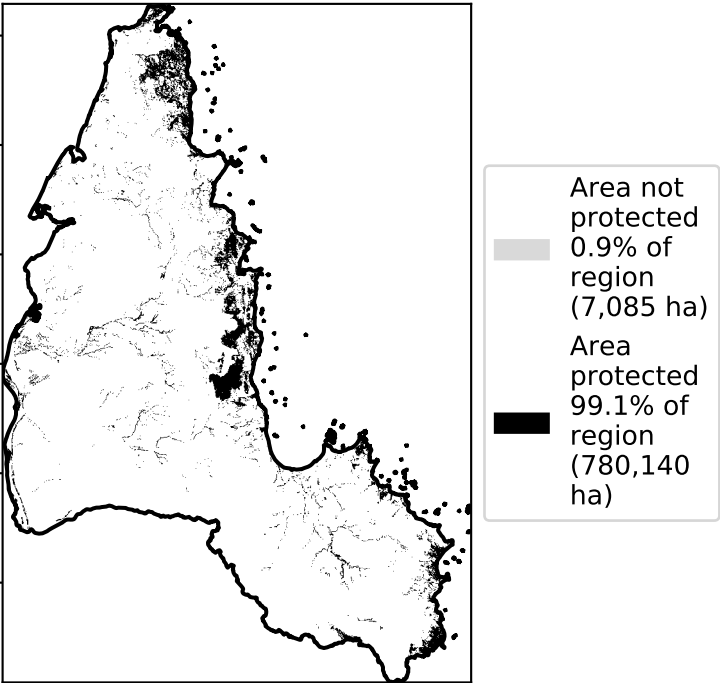 Area not
protected
0.9% of
region
(7,085 ha)
Area
protected
99.1% of
region
(780,140
ha)